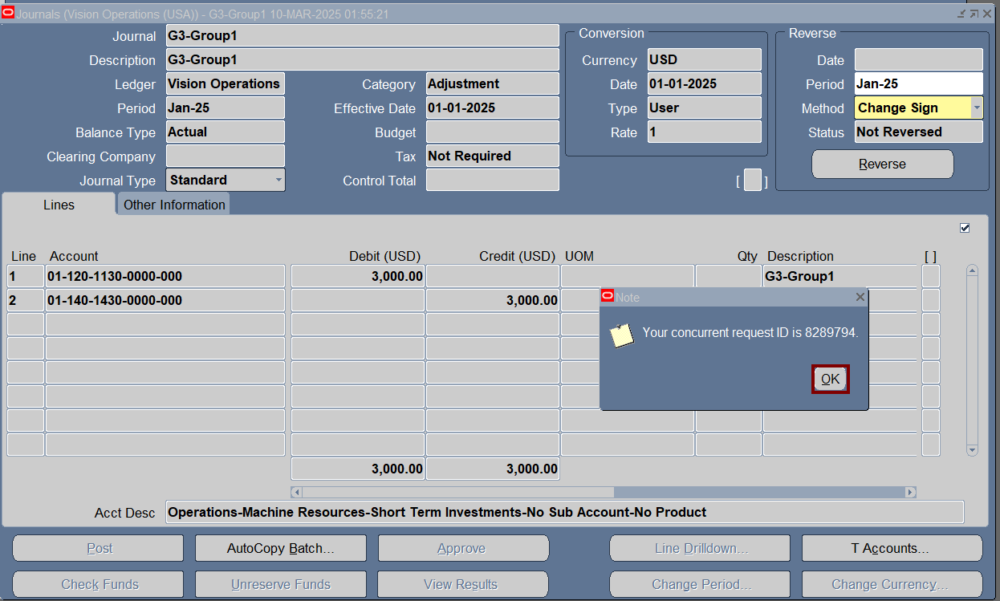 Journals (Vision Operations (USA)) - G3-Group1 10-MAR-2025 01:55:21
Journal G3-Group1
Description G3-Group1
Ledger Vision Operations Category Adjustment
Period Jan-25 Effective Date 01-01-2025
Balance Type Actual Budget
Clearing Company Tax Not Required
Journal Type Standard Control Total
Conversion
Currency USD
Date 01-01-2025
Type User
Rate 1
Reverse
Date
Period Jan-25
Method Change Sign
Status Not Reversed
Reverse
[ ]
Lines Other Information
Line Account Debit (USD) Credit (USD) UOM Qty Description [ ]
1 01-120-1130-0000-000 3,000.00 G3-Group1
2 01-140-1430-0000-000 3,000.00
Note
Your concurrent request ID is 8289794.
OK
3,000.00 3,000.00
Acct Desc Operations-Machine Resources-Short Term Investments-No Sub Account-No Product
Post AutoCopy Batch... Approve Line Drilldown... T Accounts...
Check Funds Unreserve Funds View Results Change Period... Change Currency...